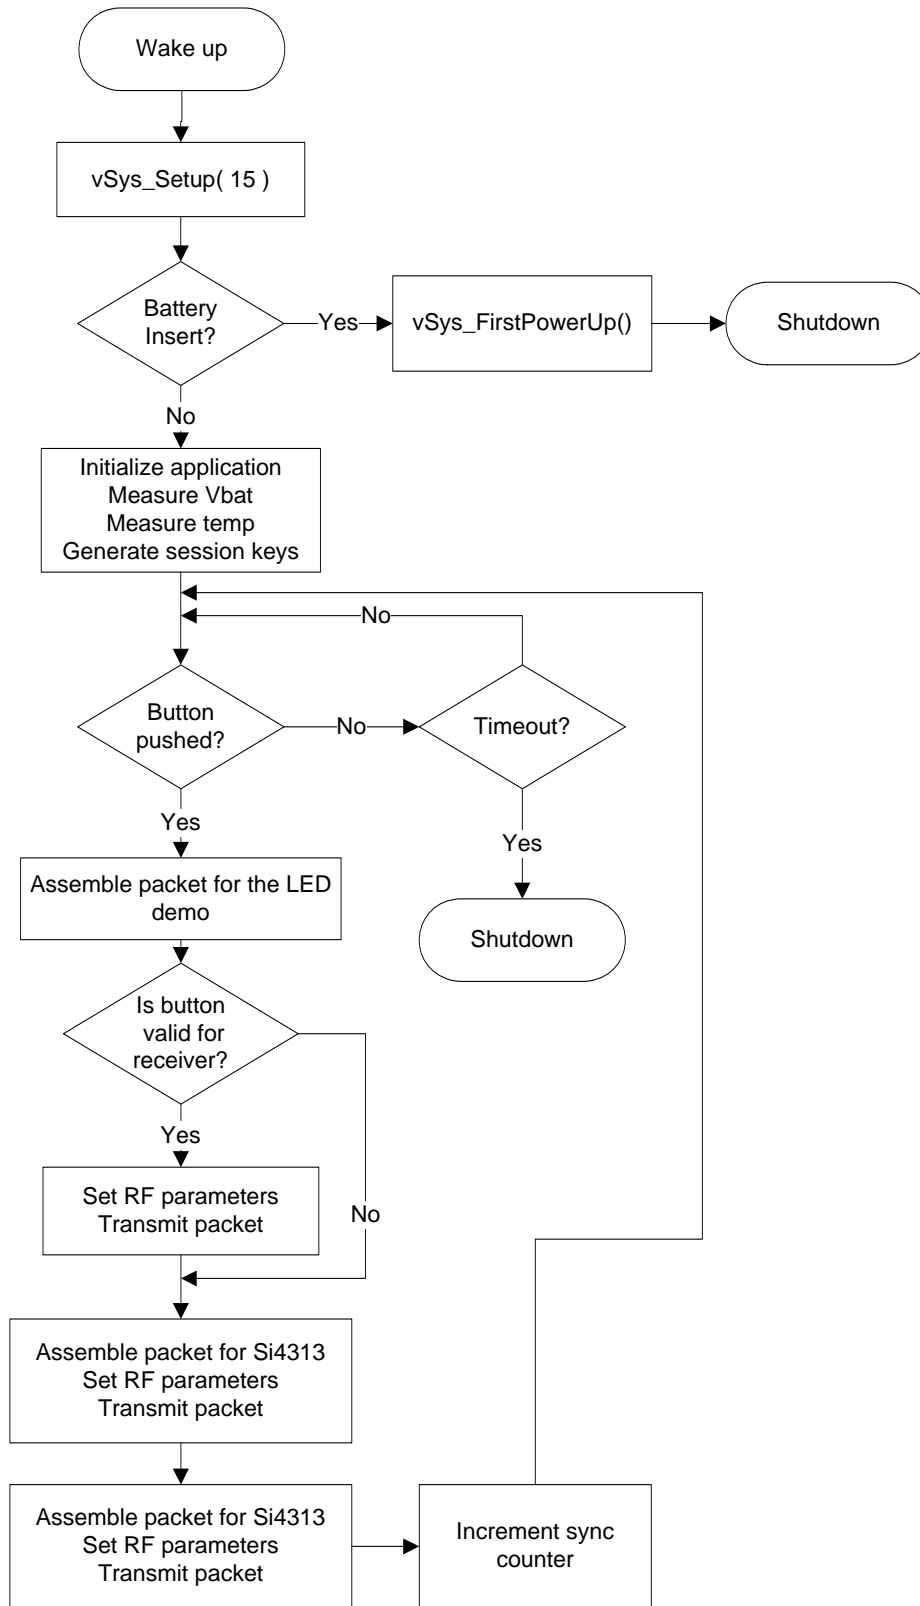 Wake up
vSys_Setup( 15 )
Battery
Insert?
Yes
vSys_FirstPowerUp()
Shutdown
No
Initialize application
Measure Vbat
Measure temp
Generate session keys
No
Button
pushed?
No
Timeout?
Yes
Yes
Assemble packet for the LED
demo
Shutdown
Is button
valid for
receiver?
Yes
Set RF parameters
Transmit packet
No
Assemble packet for Si4313
Set RF parameters
Transmit packet
Assemble packet for Si4313
Set RF parameters
Transmit packet
Increment sync
counter